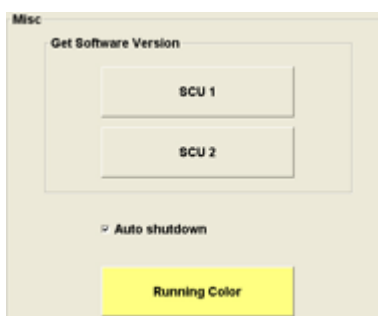 Misc
Get Software Version
SCU 1
SCU 2
Auto shutdown
Running Color